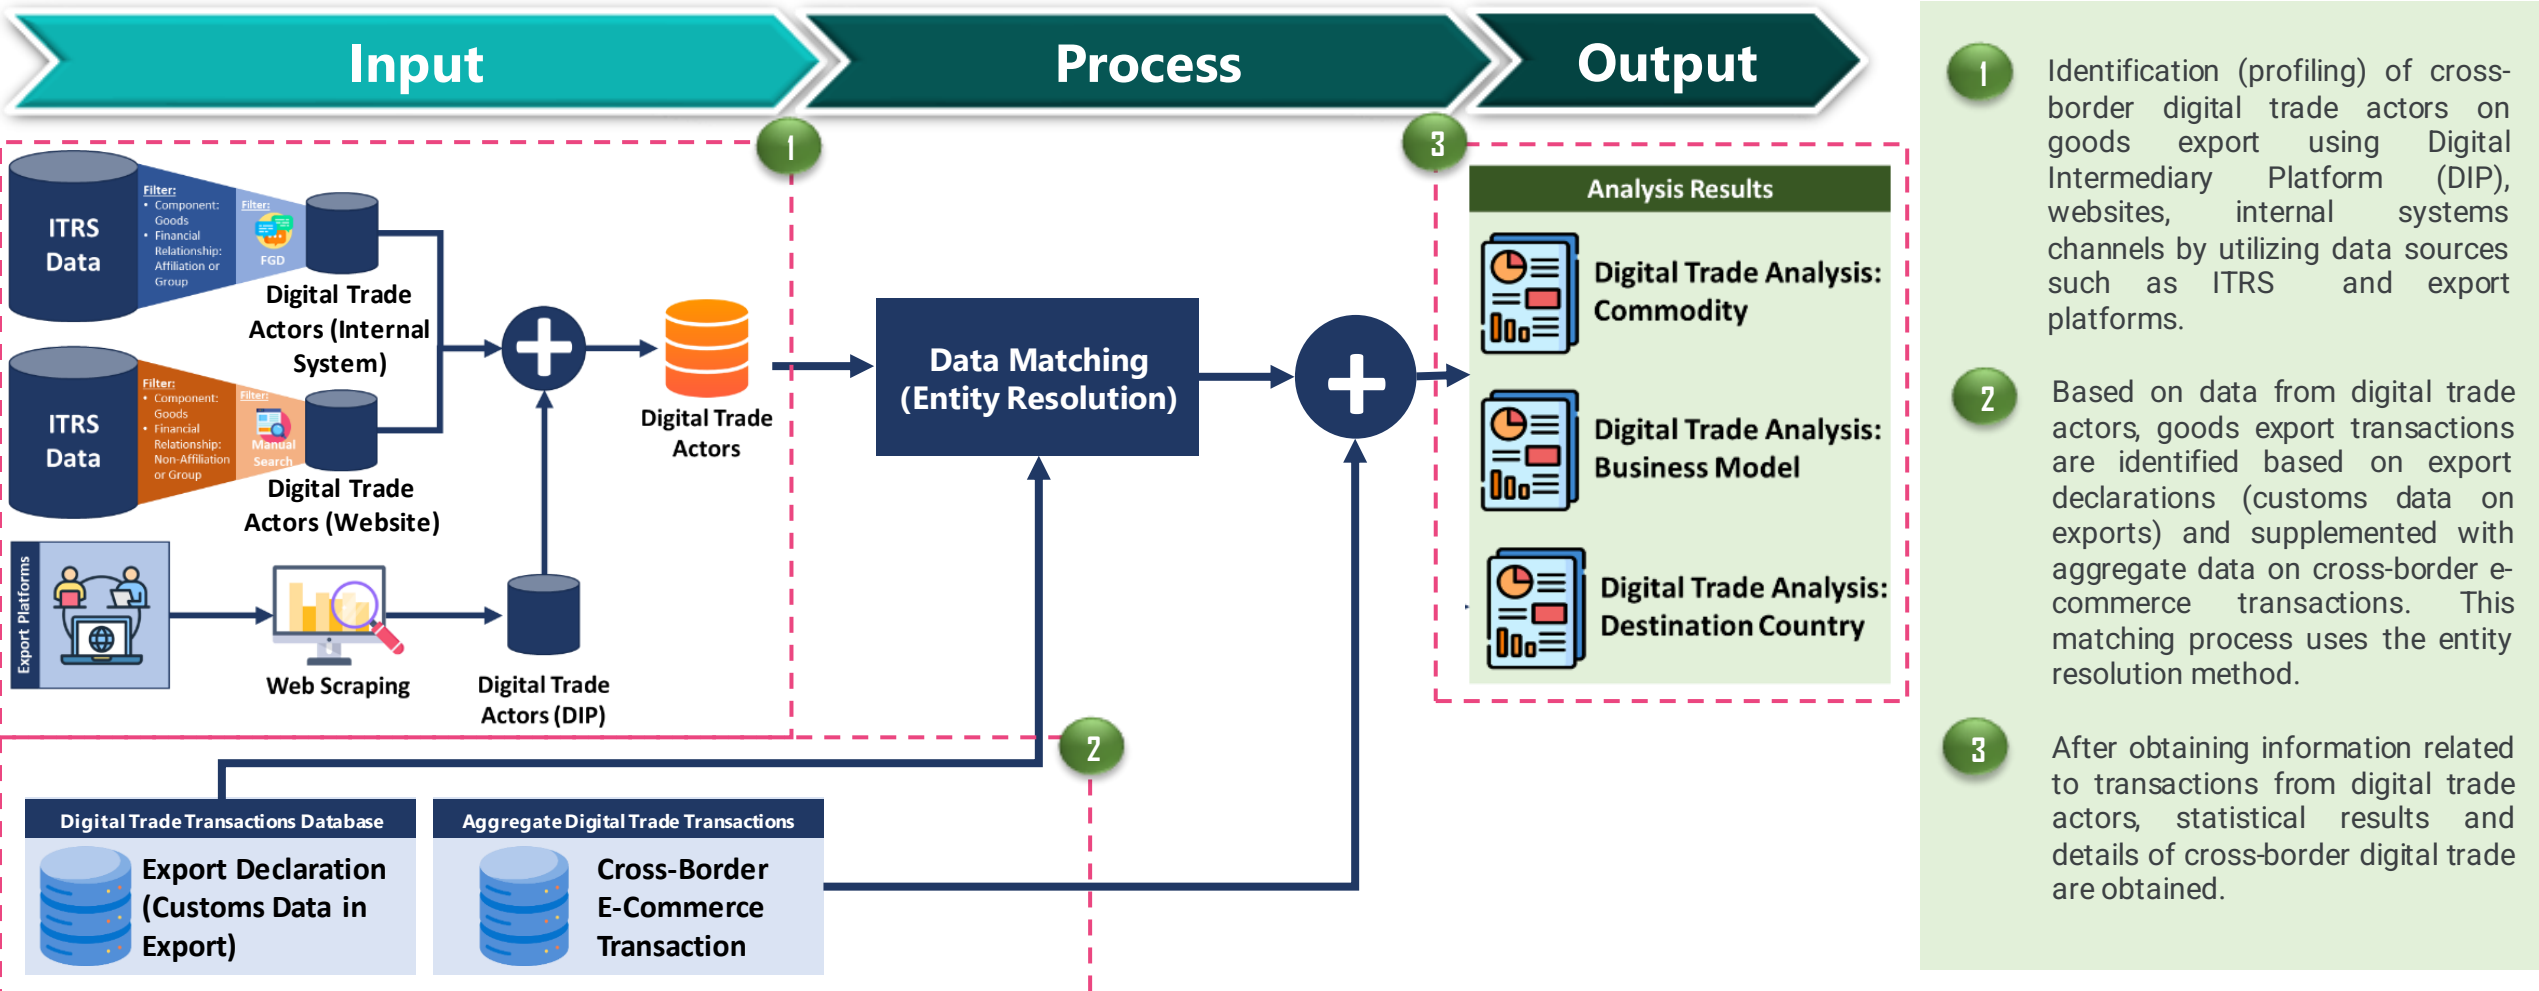 Input
Process
Output
1
3
ITRS
Data
Filter:
• Component:
Goods
• Financial
Relationship:
Affiliation or
Group
Filter:
FGD
Digital Trade
Actors (Internal
System)
ITRS
Data
Filter:
• Component:
Goods
• Financial
Relationship:
Non-Affiliation
or Group
Filter:
Manual
Search
Digital Trade
Actors (Website)
Export Platforms
Web Scraping
Digital Trade
Actors (DIP)
Digital Trade
Actors
Data Matching
(Entity Resolution)
Analysis Results
Digital Trade Analysis:
Commodity
Digital Trade Analysis:
Business Model
Digital Trade Analysis:
Destination Country
2
Digital Trade Transactions Database
Export Declaration
(Customs Data in
Export)
Aggregate Digital Trade Transactions
Cross-Border
E-Commerce
Transaction
1
Identification (profiling) of cross-
border digital trade actors on
goods export using Digital
Intermediary Platform (DIP),
websites, internal systems
channels by utilizing data sources
such as ITRS and export
platforms.
2
Based on data from digital trade
actors, goods export transactions
are identified based on export
declarations (customs data on
exports) and supplemented with
aggregate data on cross-border e-
commerce transactions. This
matching process uses the entity
resolution method.
3
After obtaining information related
to transactions from digital trade
actors, statistical results and
details of cross-border digital trade
are obtained.